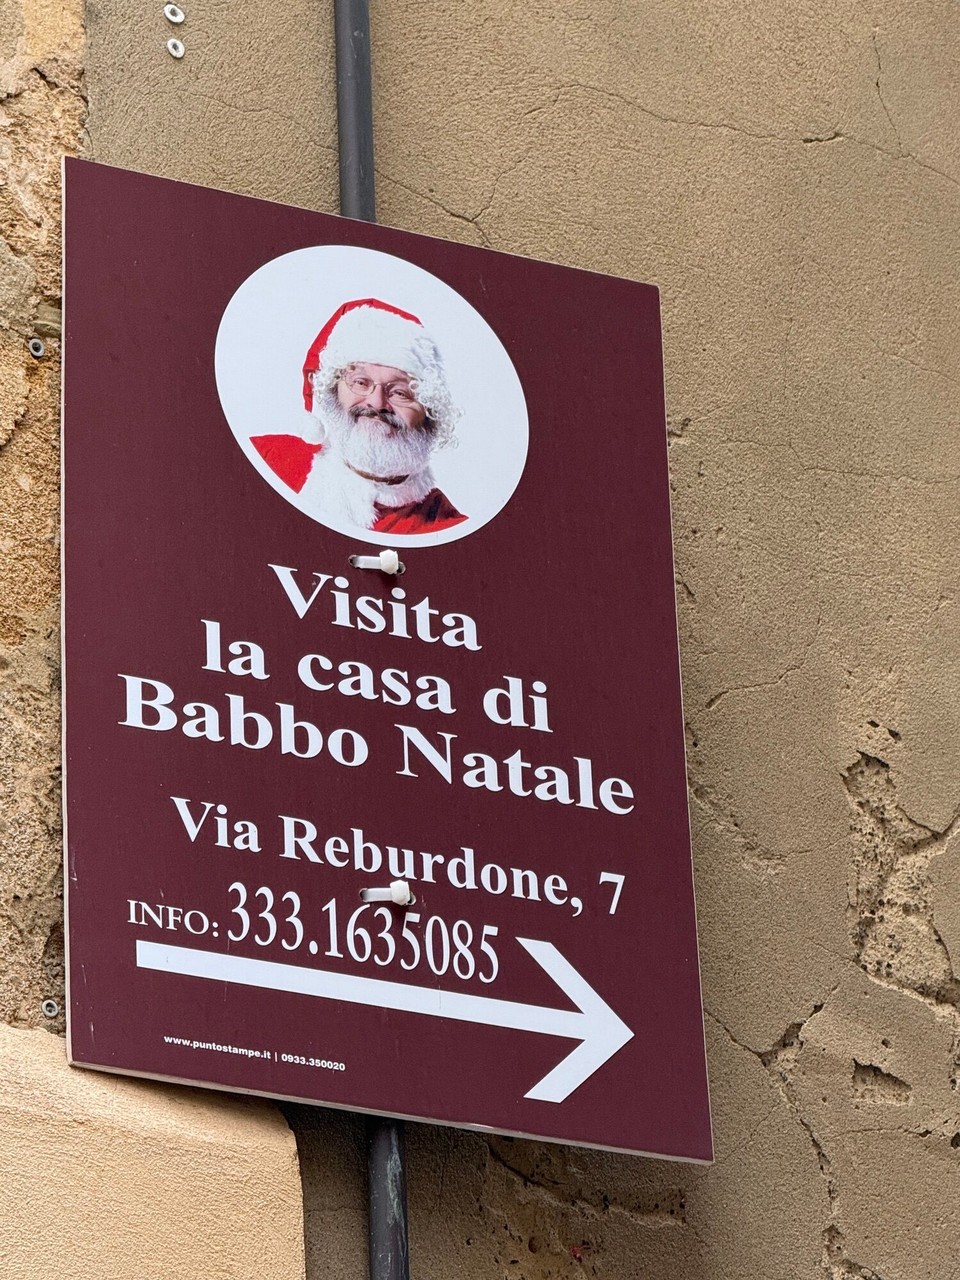 Visita
la casa di
Babbo Natale
Via Reburdone, 7
INFO: 333.1635085
www.puntostampe.it | 0933.350020